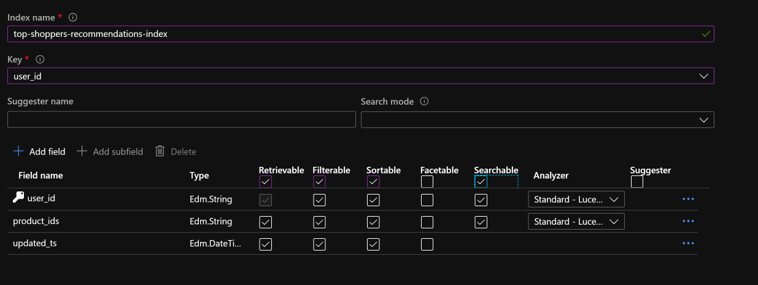 Index name *
top-shoppers-recommendations-index
Key *
user_id
Suggester name Search mode
+ Add field + Add subfield Delete
Field name Type Retrievable Filterable Sortable Facetable Searchable Analyzer Suggester
user_id Edm.String Standard - Luce...
product_ids Edm.String Standard - Luce...
updated_ts Edm.DateTi...